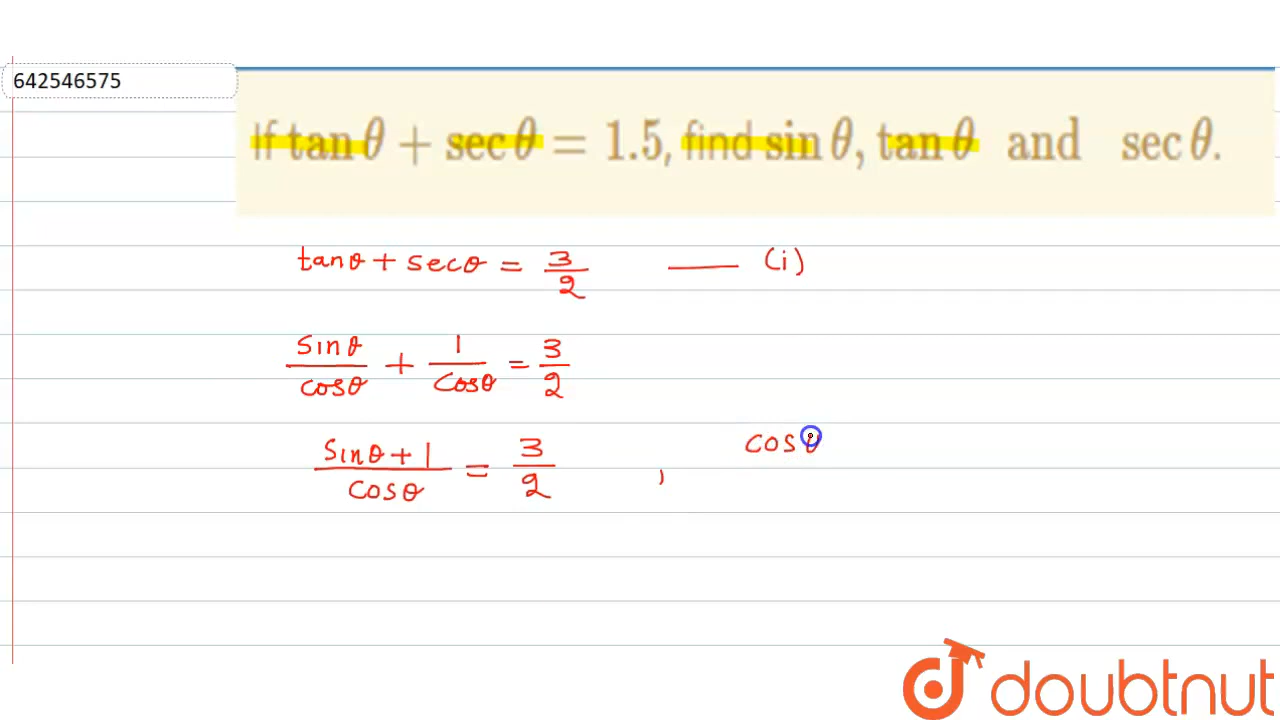 642546575
If tan θ + sec θ = 1.5, find sin θ, tan θ and sec θ.
tanθ + secθ = 3/2 —— (i)
sinθ/cosθ + 1/cosθ = 3/2
sinθ + 1/cosθ = 3/2 , cosθ
doubtnut